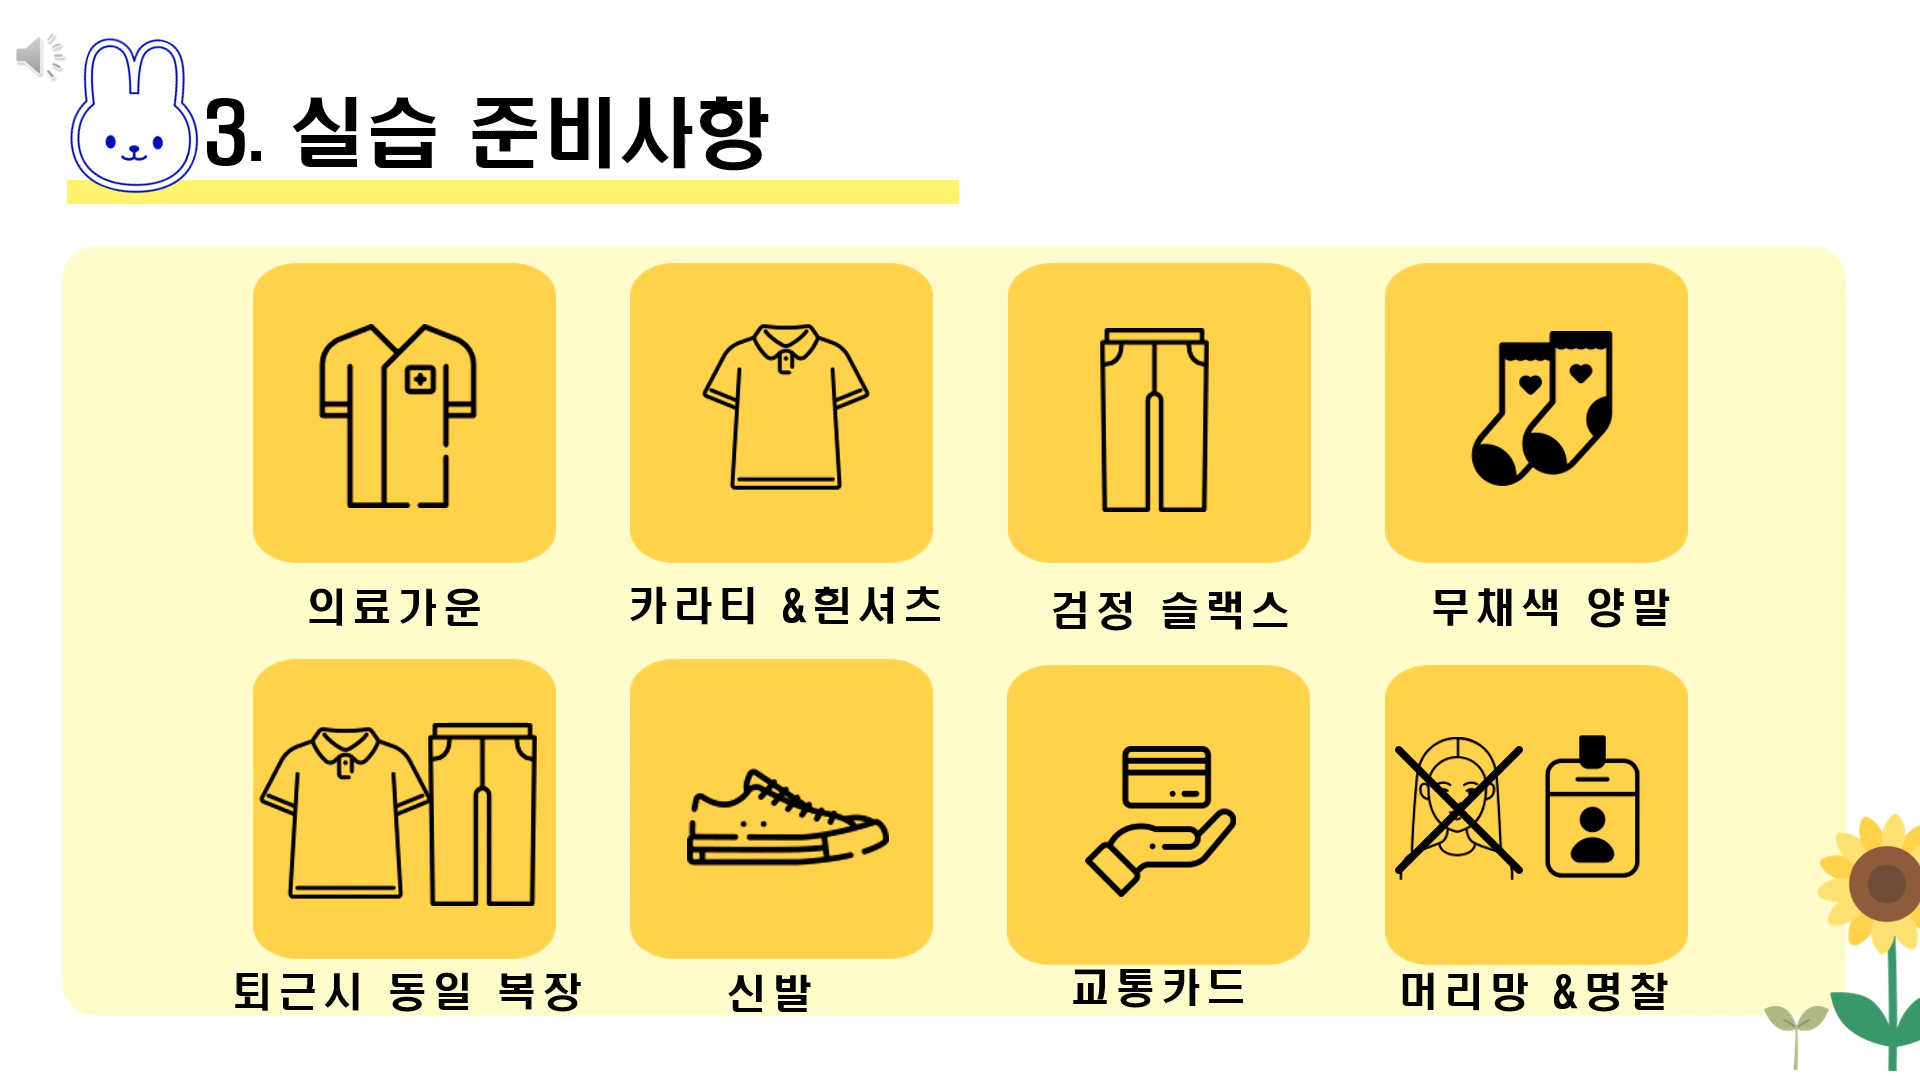 3. 실습 준비사항
의료가운
카라티 &흰셔츠
검정 슬랙스
무채색 양말
퇴근시 동일 복장
신발
교통카드
머리망 &명찰